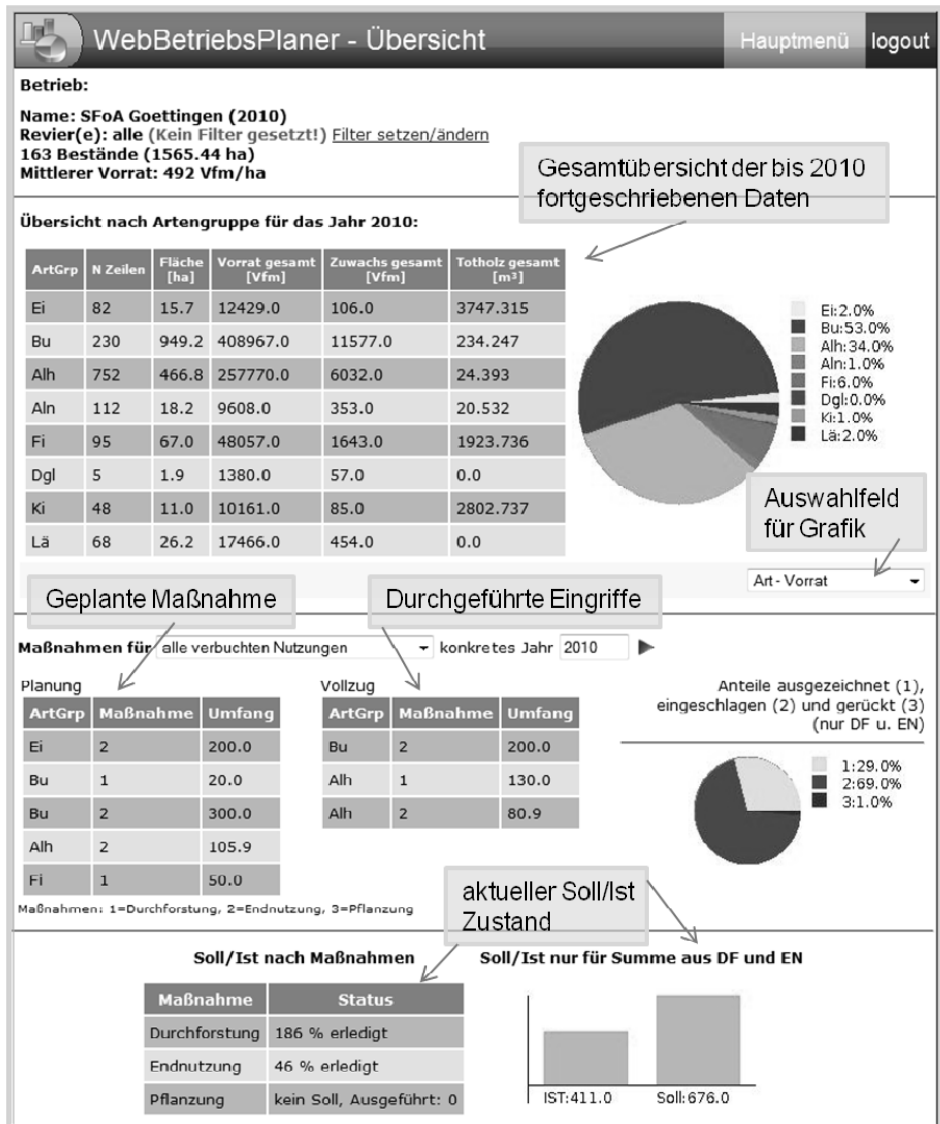 WebBetriebsPlaner - Übersicht
Hauptmenü logout
Betrieb:
Name: SFoA Goettingen (2010)
Revier(e): alle (Kein Filter gesetzt!) Filter setzen/ändern
163 Bestände (1565.44 ha)
Mittlerer Vorrat: 492 Vfm/ha
Gesamtübersicht der bis 2010
fortgeschriebenen Daten
Übersicht nach Artengruppe für das Jahr 2010:
ArtGrp N Zeilen Fläche [ha] Vorrat gesamt [Vfm] Zuwachs gesamt [Vfm] Totholz gesamt [m³]
Ei 82 15.7 12429.0 106.0 3747.315
Bu 230 949.2 408967.0 11577.0 234.247
Alh 752 466.8 257770.0 6032.0 24.393
Aln 112 18.2 9608.0 353.0 20.532
Fi 95 67.0 48057.0 1643.0 1923.736
Dgl 5 1.9 1380.0 57.0 0.0
Ki 48 11.0 10161.0 85.0 2802.737
Lä 68 26.2 17466.0 454.0 0.0
Ei:2.0%
Bu:53.0%
Alh:34.0%
Aln:1.0%
Fi:6.0%
Dgl:0.0%
Ki:1.0%
Lä:2.0%
Auswahlfeld
für Grafik
Art - Vorrat
Geplante Maßnahme
Durchgeführte Eingriffe
Maßnahmen für alle verbuchten Nutzungen konkretes Jahr 2010
Planung
ArtGrp Maßnahme Umfang
Ei 2 200.0
Bu 1 20.0
Bu 2 300.0
Alh 2 105.9
Fi 1 50.0
Maßnahmen: 1=Durchforstung, 2=Endnutzung, 3=Pflanzung
Vollzug
ArtGrp Maßnahme Umfang
Bu 2 200.0
Alh 1 130.0
Alh 2 80.9
Anteile ausgezeichnet (1),
eingeschlagen (2) und gerückt (3)
(nur DF u. EN)
1:29.0%
2:69.0%
3:1.0%
aktueller Soll/Ist
Zustand
Soll/Ist nach Maßnahmen
Maßnahme Status
Durchforstung 186 % erledigt
Endnutzung 46 % erledigt
Pflanzung kein Soll, Ausgeführt: 0
Soll/Ist nur für Summe aus DF und EN
IST:411.0 Soll:676.0